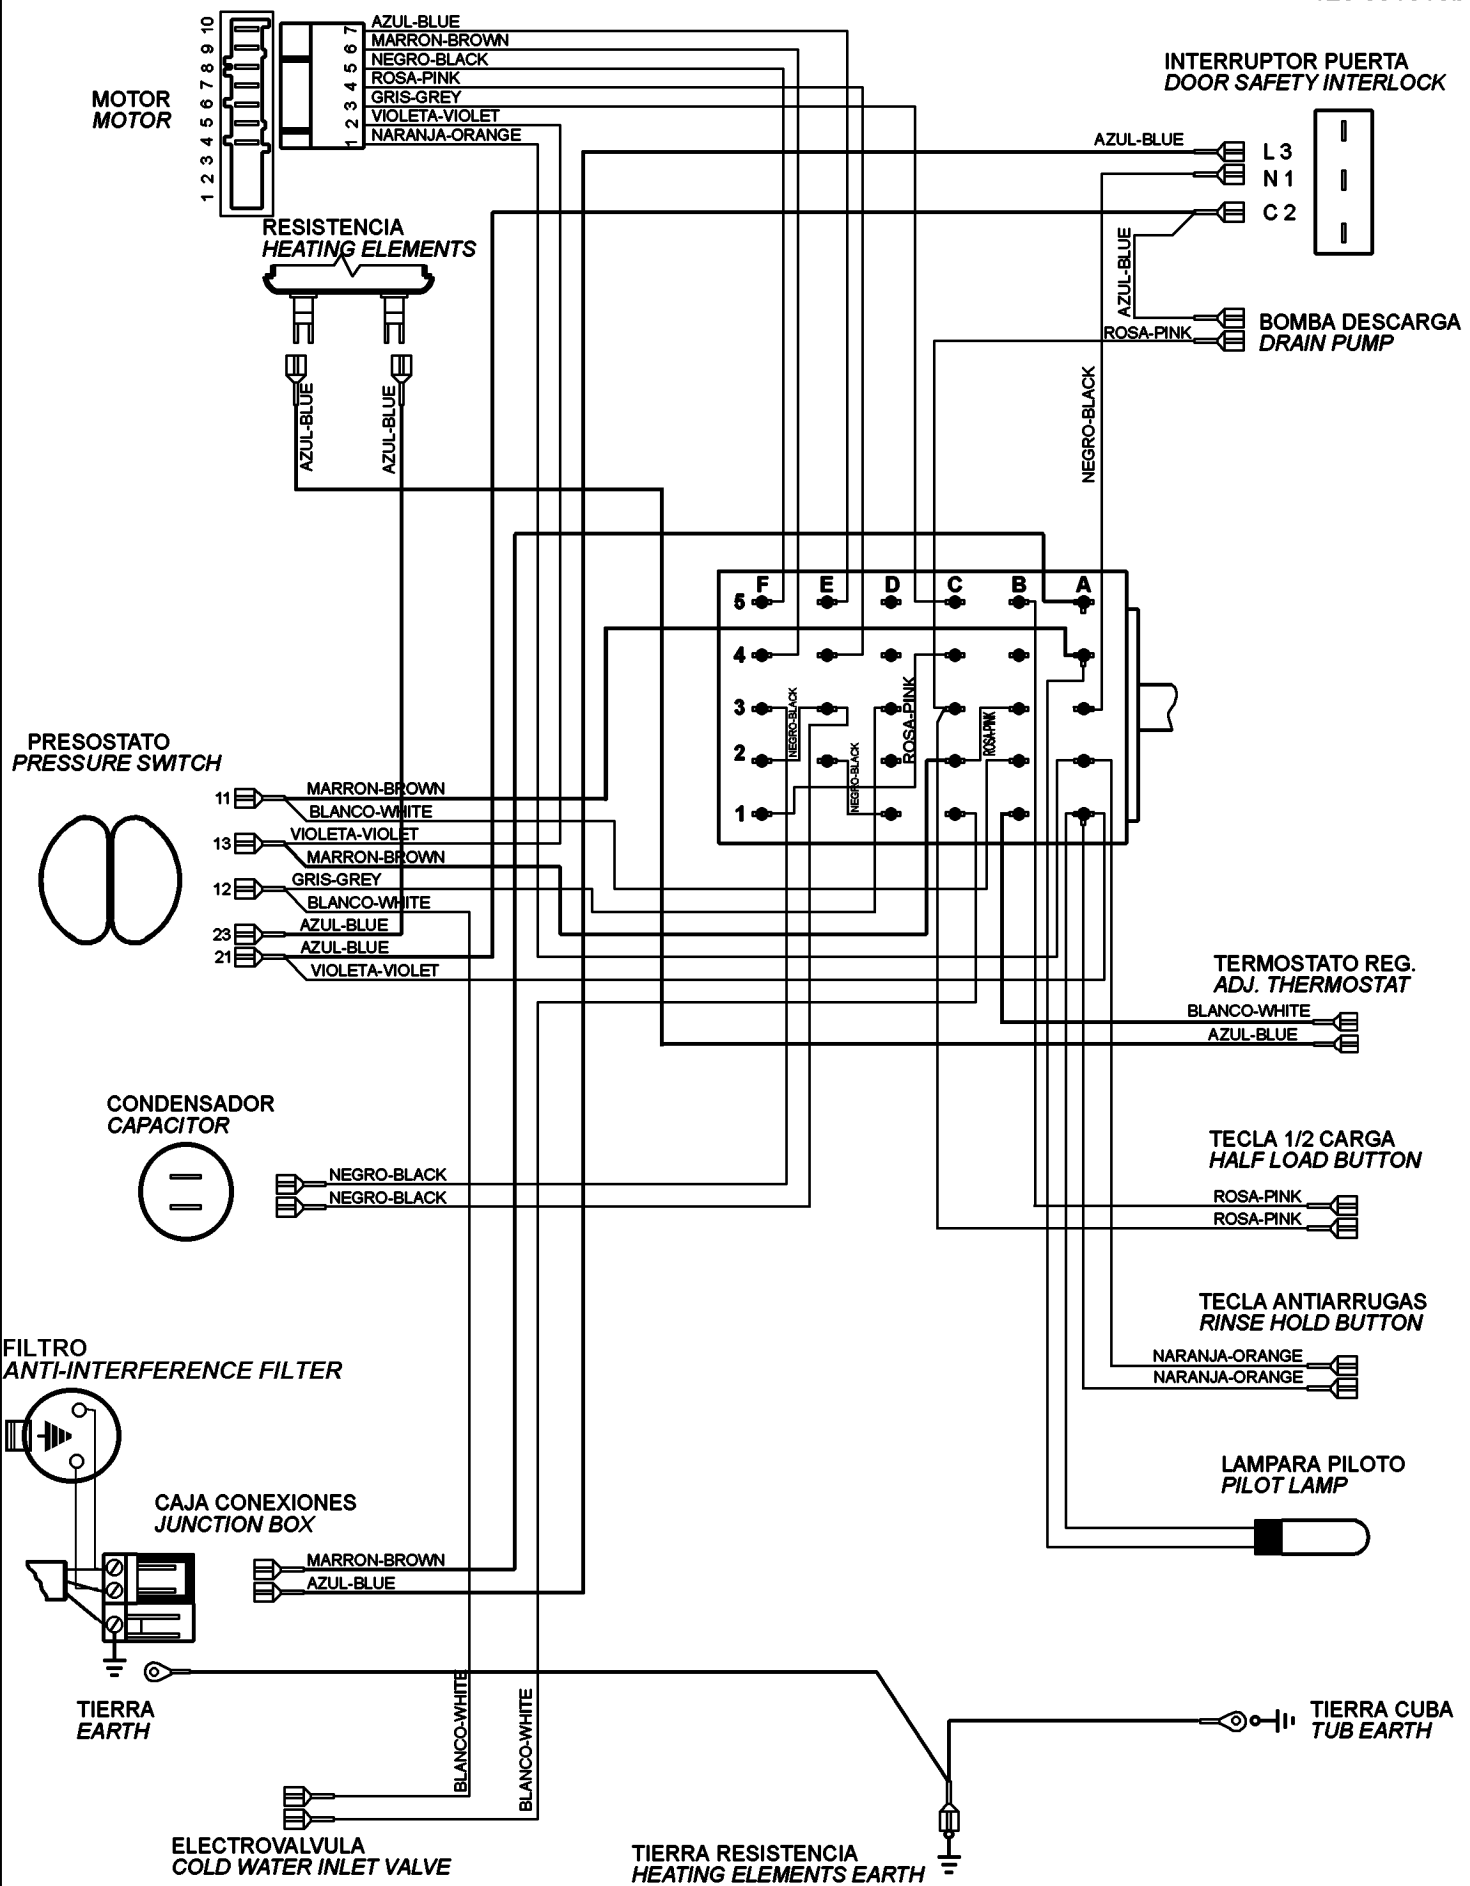 AZUL-BLUE
MARRON-BROWN
NEGRO-BLACK
ROSA-PINK
GRIS-GREY
VIOLETA-VIOLET
NARANJA-ORANGE
7
6
5
4
3
2
1
10
9
8
7
6
5
4
3
2
1
MOTOR
MOTOR
INTERRUPTOR PUERTA
DOOR SAFETY INTERLOCK
AZUL-BLUE
L 3
N 1
C 2
RESISTENCIA
HEATING ELEMENTS
AZUL-BLUE
BOMBA DESCARGA
DRAIN PUMP
ROSA-PINK
AZUL-BLUE
AZUL-BLUE
NEGRO-BLACK
F E D C B A
5
4
3
2
1
NEGRO-BLACK
NEGRO-BLACK
ROSA-PINK
ROSA-PINK
PRESOSTATO
PRESSURE SWITCH
11
MARRON-BROWN
BLANCO-WHITE
13
VIOLETA-VIOLET
MARRON-BROWN
12
GRIS-GREY
BLANCO-WHITE
23
AZUL-BLUE
21
AZUL-BLUE
VIOLETA-VIOLET
TERMOSTATO REG.
ADJ. THERMOSTAT
BLANCO-WHITE
AZUL-BLUE
CONDENSADOR
CAPACITOR
NEGRO-BLACK
NEGRO-BLACK
TECLA 1/2 CARGA
HALF LOAD BUTTON
ROSA-PINK
ROSA-PINK
TECLA ANTIARRUGAS
RINSE HOLD BUTTON
NARANJA-ORANGE
NARANJA-ORANGE
FILTRO
ANTI-INTERFERENCE FILTER
LAMPARA PILOTO
PILOT LAMP
CAJA CONEXIONES
JUNCTION BOX
MARRON-BROWN
AZUL-BLUE
TIERRA
EARTH
BLANCO-WHITE
BLANCO-WHITE
TIERRA CUBA
TUB EARTH
ELECTROVALVULA
COLD WATER INLET VALVE
TIERRA RESISTENCIA
HEATING ELEMENTS EARTH